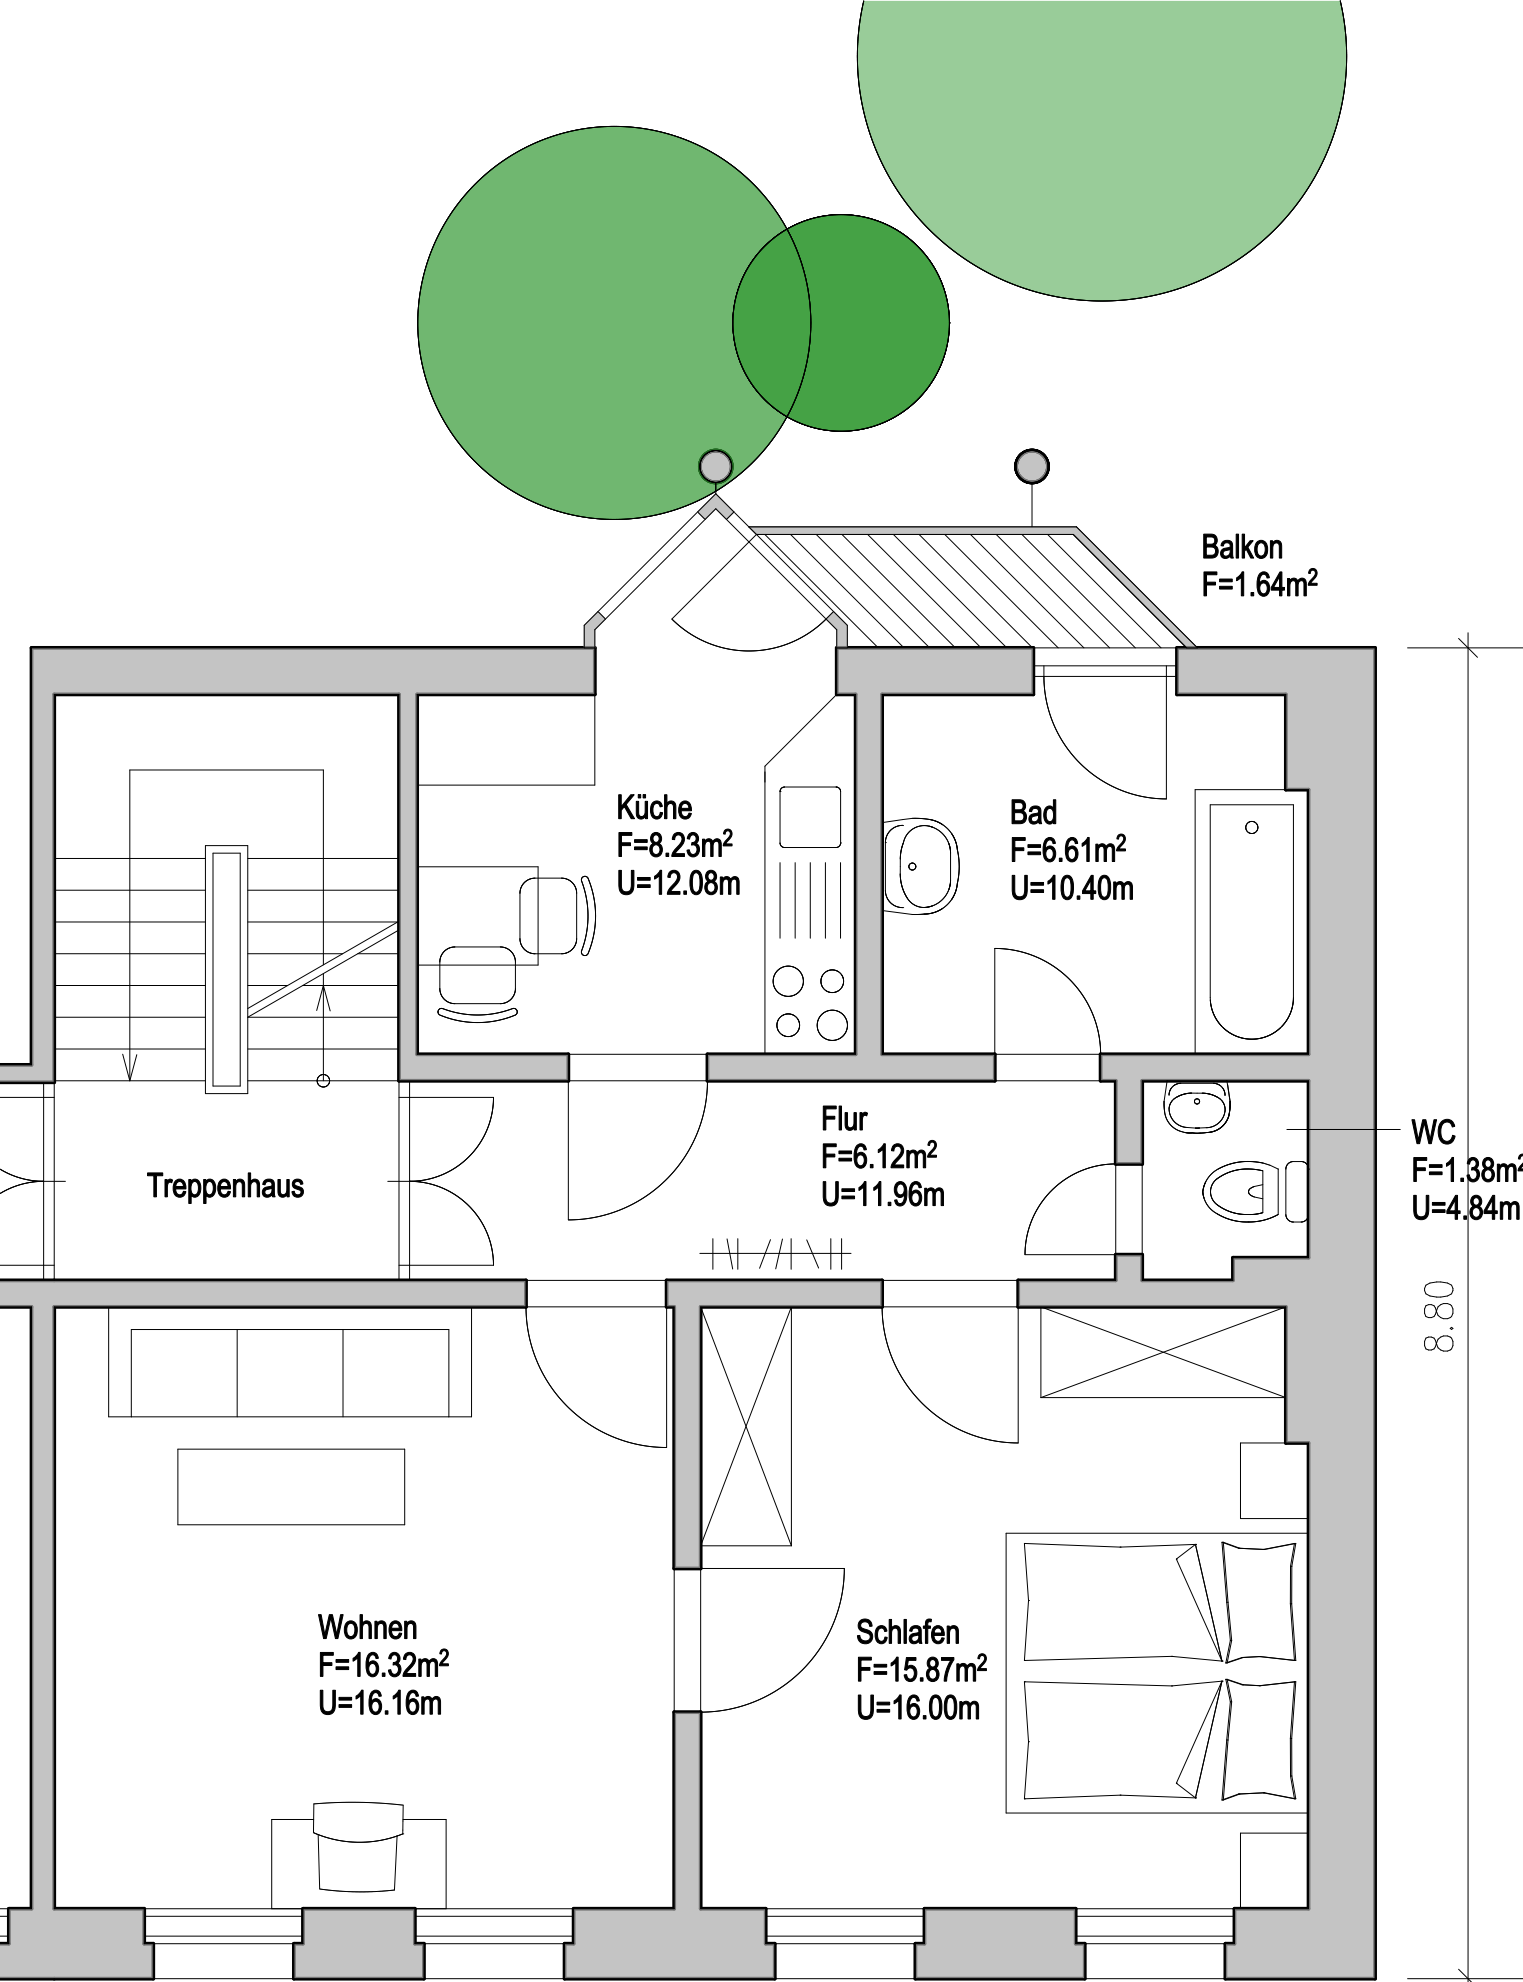 Balkon
F=1.64m²
Küche
F=8.23m²
U=12.08m
Bad
F=6.61m²
U=10.40m
Flur
F=6.12m²
U=11.96m
WC
F=1.38m²
U=4.84m
Treppenhaus
8.80
Wohnen
F=16.32m²
U=16.16m
Schlafen
F=15.87m²
U=16.00m